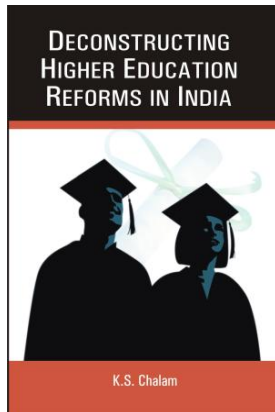 DECONSTRUCTING
HIGHER EDUCATION
REFORMS IN INDIA
K.S. Chalam